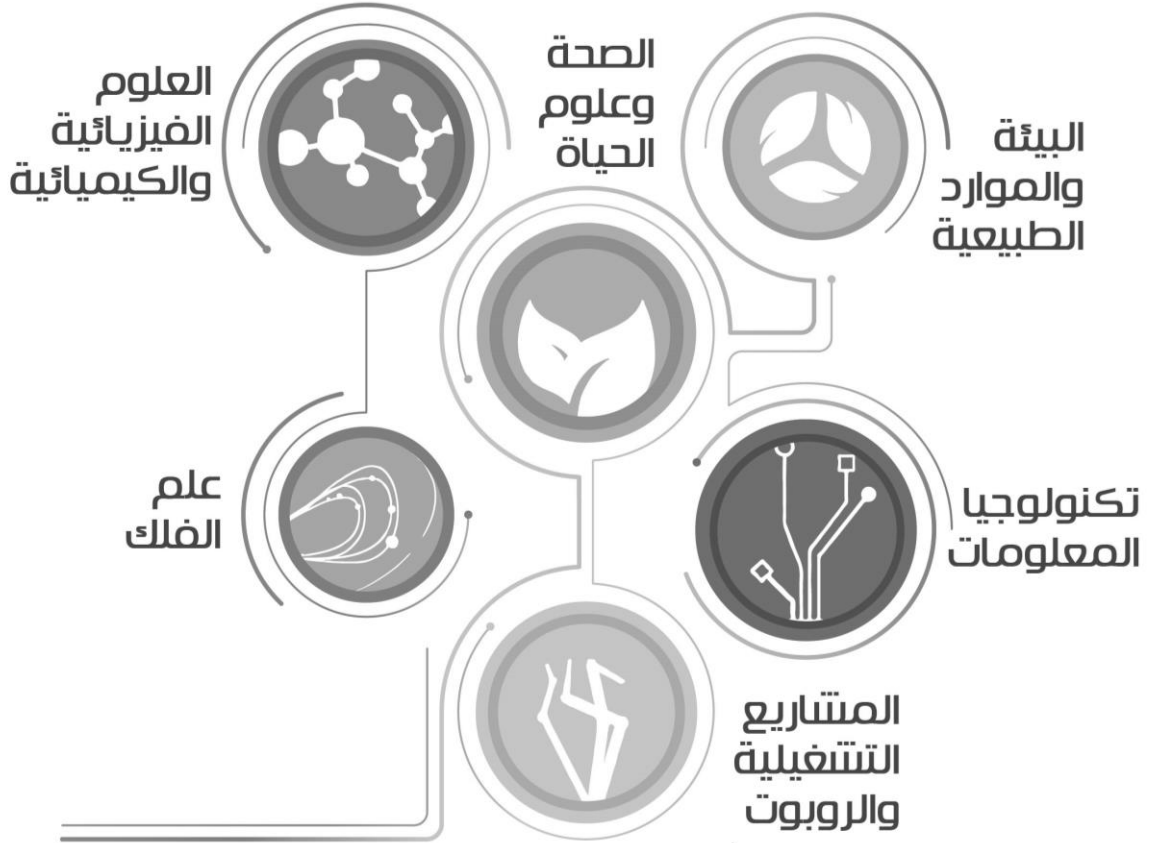 البيئة
والموارد
الطبيعية
الصحة
وعلوم
الحياة
العلوم
الفيزيائية
والكيميائية
تكنولوجيا
المعلومات
علم
الفلك
المشاريع
التشغيلية
والروبوت